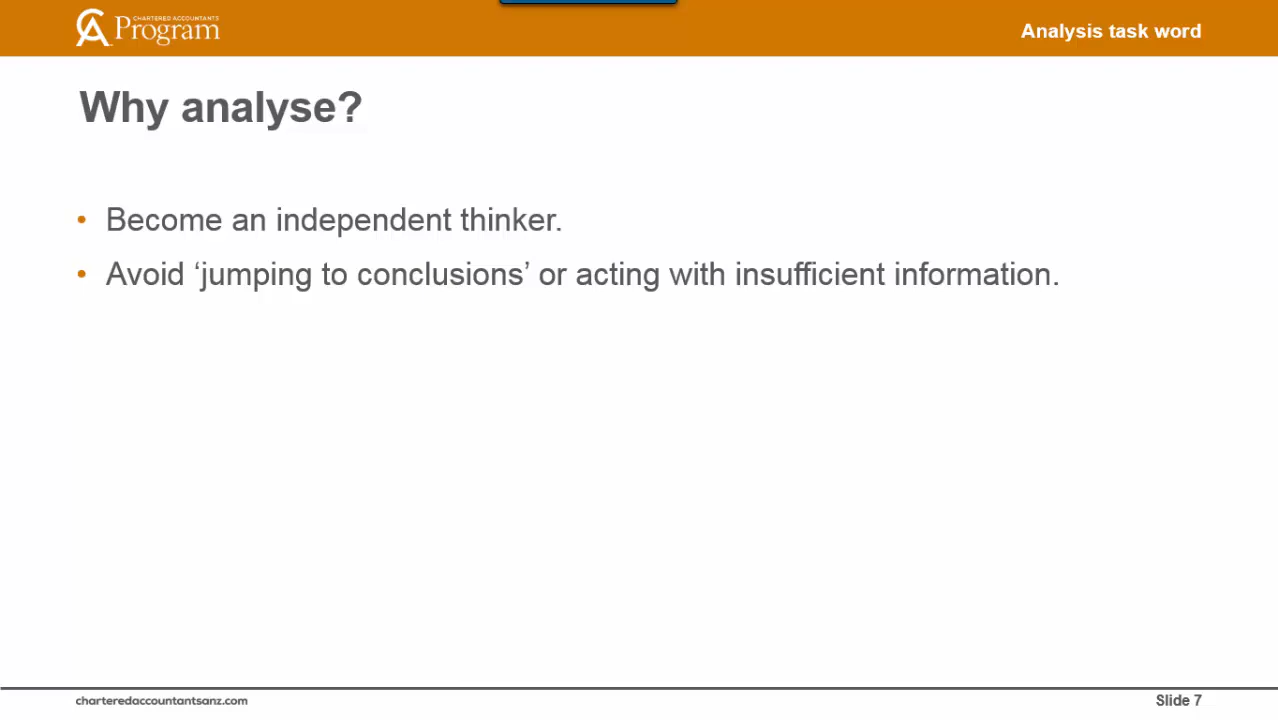 CHARTERED ACCOUNTANTS
CA Program
Analysis task word
Why analyse?
• Become an independent thinker.
• Avoid ‘jumping to conclusions’ or acting with insufficient information.
charteredaccountantsanz.com
Slide 7